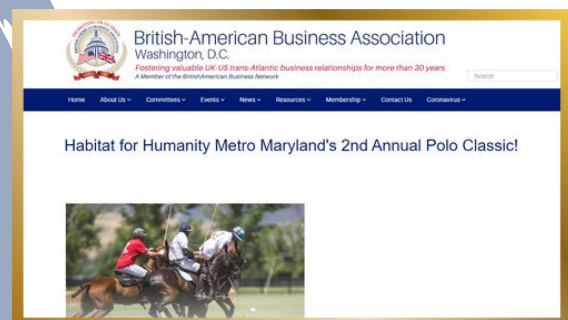 British-American Business Association
Washington, D.C.
Fostering valuable UK-US trans-Atlantic business relationships for more than 30 years
A Member of the BritishAmerican Business Network
Search
Home About Us Committees Events News Resources Membership Contact Us Coronavirus
Habitat for Humanity Metro Maryland's 2nd Annual Polo Classic!